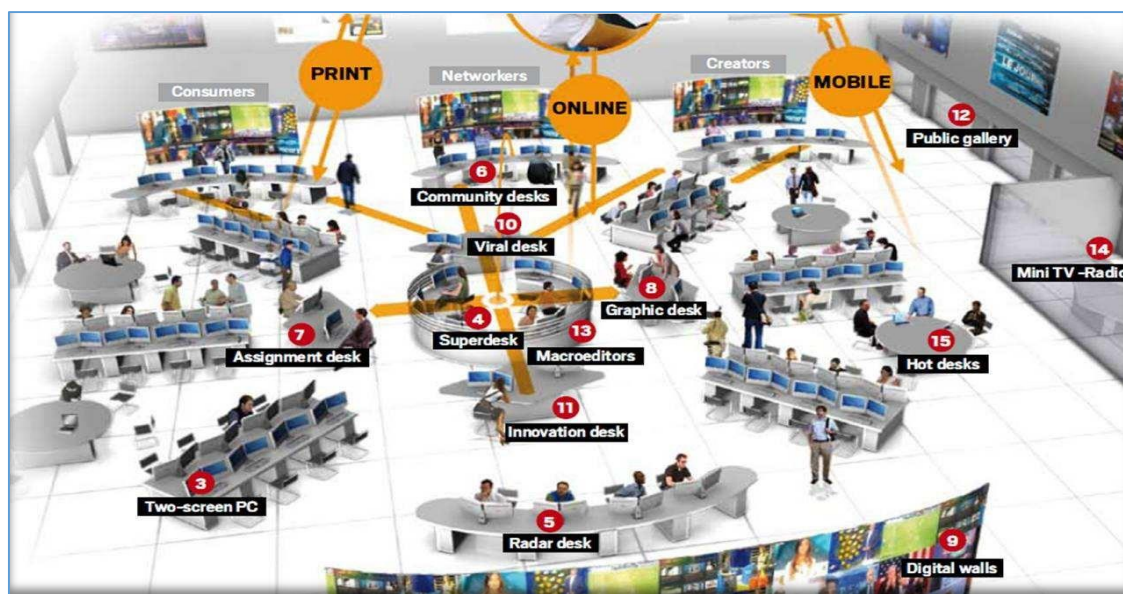 PRINT
Networkers
Creators
MOBILE
Consumers
ONLINE
LE JOUR
12
Public gallery
6
Community desks
10
Viral desk
14
Mini TV –Radio
8
Graphic desk
4
Superdesk
13
Macroeditors
7
Assignment desk
15
Hot desks
11
Innovation desk
3
Two-screen PC
5
Radar desk
9
Digital walls